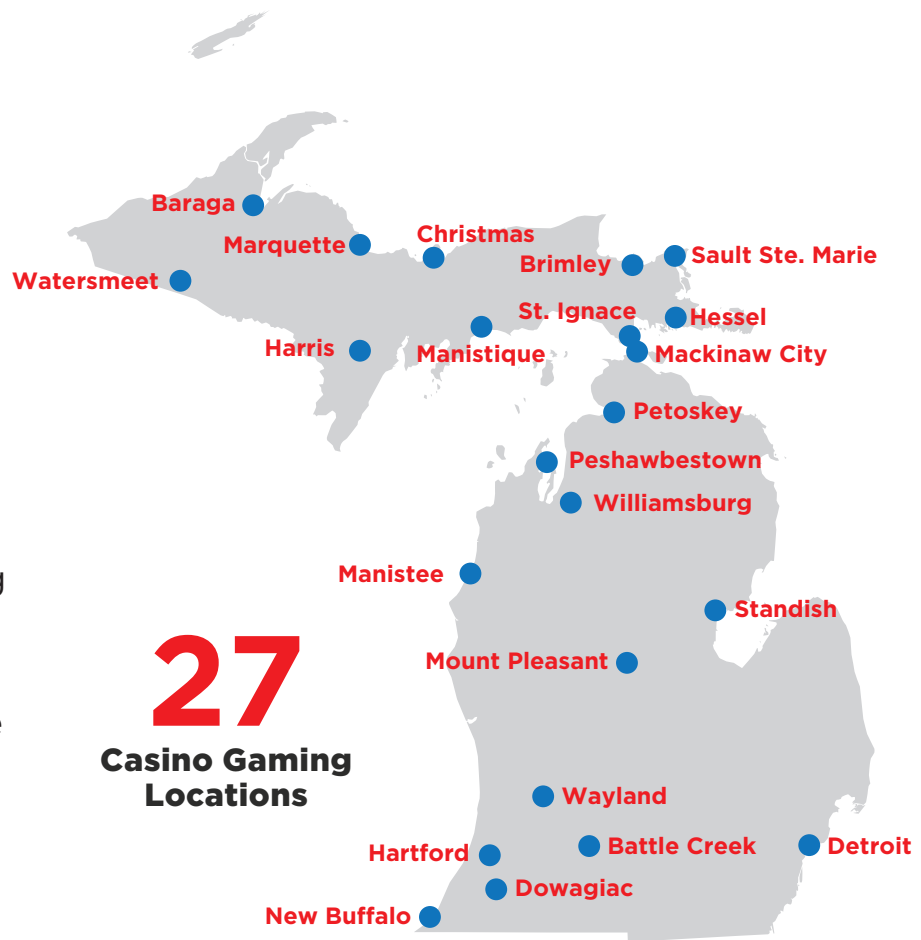 Baraga
Christmas
Marquette
Sault Ste. Marie
Brimley
Watersmeet
St. Ignace
Hessel
Harris
Manistique
Mackinaw City
Petoskey
Peshawbestown
Williamsburg
Manistee
g
Standish
27
Mount Pleasant
Casino Gaming
Locations
Wayland
Battle Creek
Detroit
Hartford
Dowagiac
New Buffalo